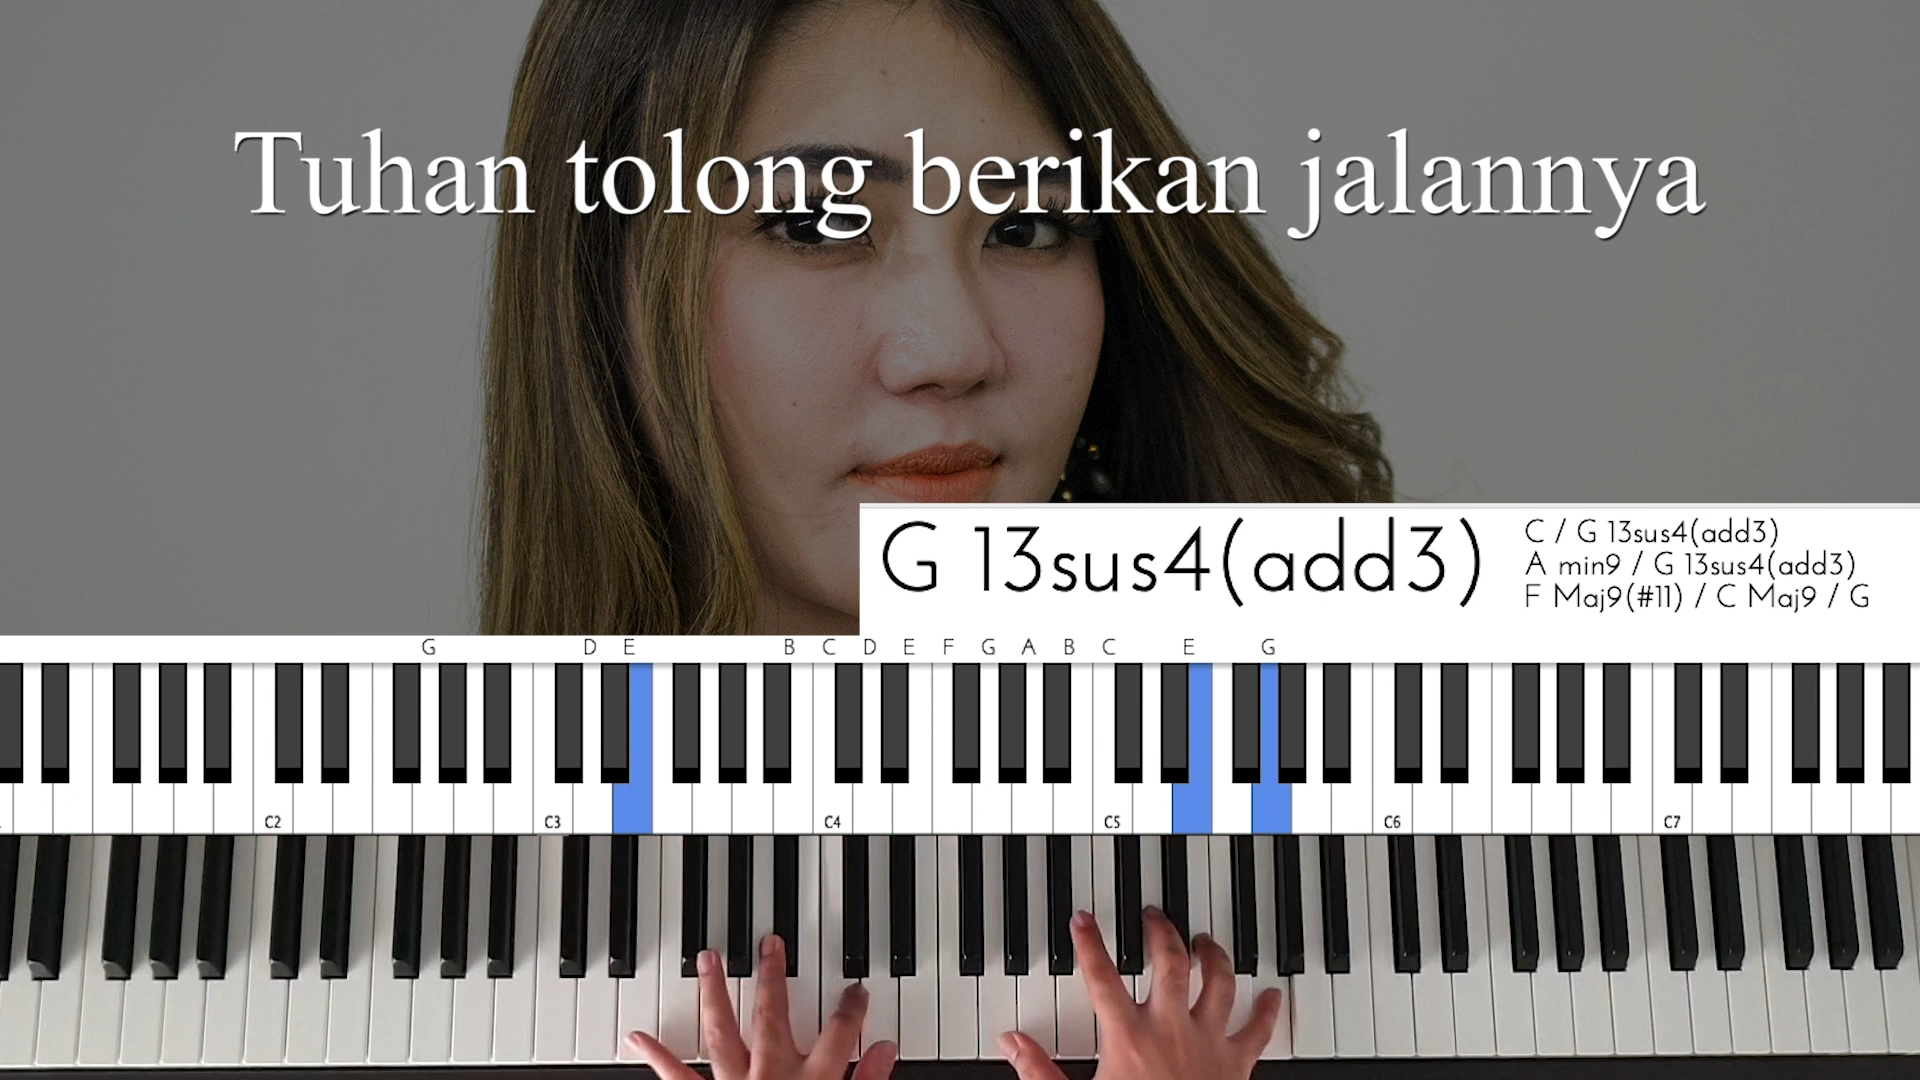 Tuhan tolong berikan jalannya
G 13sus4(add3)
C / G 13sus4(add3)
A min9 / G 13sus4(add3)
F Maj9(#11) / C Maj9 / G
G D E B C D E F G A B C E G
C2 C3 C4 C5 C6 C7